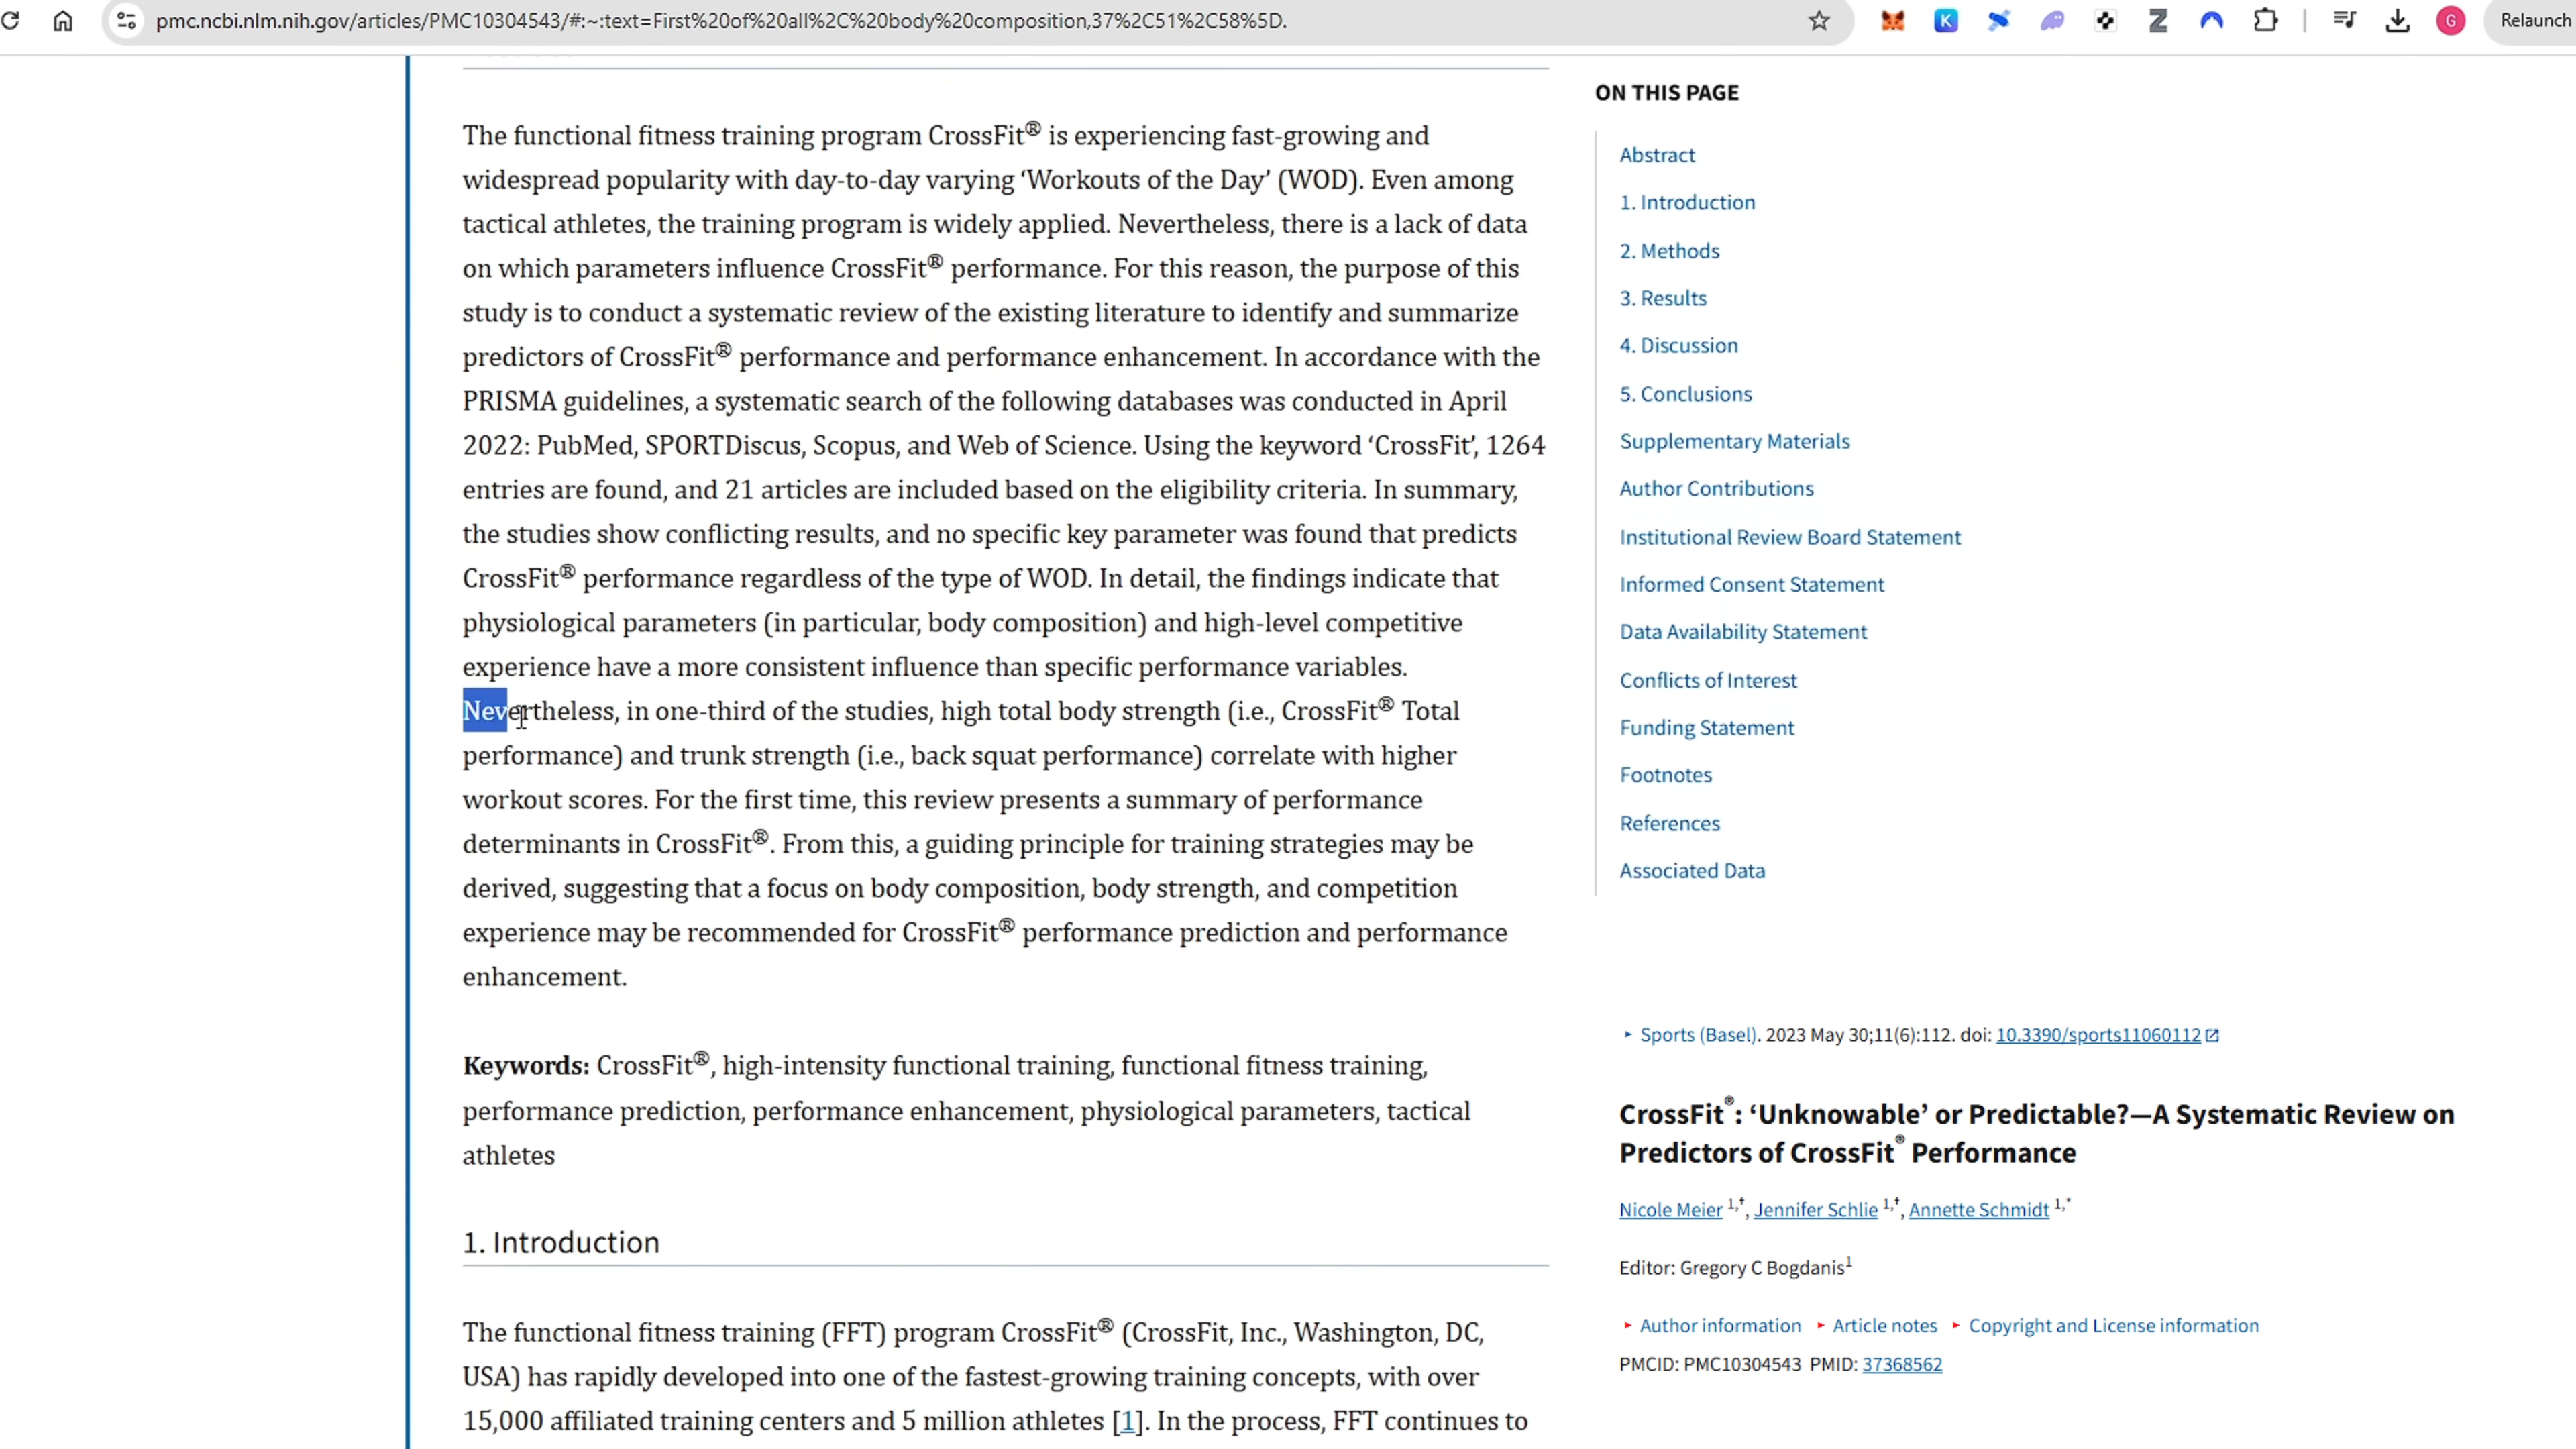 pmc.ncbi.nlm.nih.gov/articles/PMC10304543/#:~:text=First%20of%20all%2C%20body%20composition,37%2C51%2C58%5D.
K
Z
G
Relaunch
The functional fitness training program CrossFit® is experiencing fast-growing and
widespread popularity with day-to-day varying ‘Workouts of the Day’ (WOD). Even among
tactical athletes, the training program is widely applied. Nevertheless, there is a lack of data
on which parameters influence CrossFit® performance. For this reason, the purpose of this
study is to conduct a systematic review of the existing literature to identify and summarize
predictors of CrossFit® performance and performance enhancement. In accordance with the
PRISMA guidelines, a systematic search of the following databases was conducted in April
2022: PubMed, SPORTDiscus, Scopus, and Web of Science. Using the keyword ‘CrossFit’, 1264
entries are found, and 21 articles are included based on the eligibility criteria. In summary,
the studies show conflicting results, and no specific key parameter was found that predicts
CrossFit® performance regardless of the type of WOD. In detail, the findings indicate that
physiological parameters (in particular, body composition) and high-level competitive
experience have a more consistent influence than specific performance variables.
Nevertheless, in one-third of the studies, high total body strength (i.e., CrossFit® Total
performance) and trunk strength (i.e., back squat performance) correlate with higher
workout scores. For the first time, this review presents a summary of performance
determinants in CrossFit®. From this, a guiding principle for training strategies may be
derived, suggesting that a focus on body composition, body strength, and competition
experience may be recommended for CrossFit® performance prediction and performance
enhancement.
Keywords: CrossFit®, high-intensity functional training, functional fitness training,
performance prediction, performance enhancement, physiological parameters, tactical
athletes
1. Introduction
The functional fitness training (FFT) program CrossFit® (CrossFit, Inc., Washington, DC,
USA) has rapidly developed into one of the fastest-growing training concepts, with over
15,000 affiliated training centers and 5 million athletes [1]. In the process, FFT continues to
ON THIS PAGE
Abstract
1. Introduction
2. Methods
3. Results
4. Discussion
5. Conclusions
Supplementary Materials
Author Contributions
Institutional Review Board Statement
Informed Consent Statement
Data Availability Statement
Conflicts of Interest
Funding Statement
Footnotes
References
Associated Data
Sports (Basel). 2023 May 30;11(6):112. doi: 10.3390/sports11060112
CrossFit®: ‘Unknowable’ or Predictable?—A Systematic Review on
Predictors of CrossFit® Performance
Nicole Meier 1,†, Jennifer Schlie 1,†, Annette Schmidt 1,*
Editor: Gregory C Bogdanis1
Author information Article notes Copyright and License information
PMCID: PMC10304543 PMID: 37368562